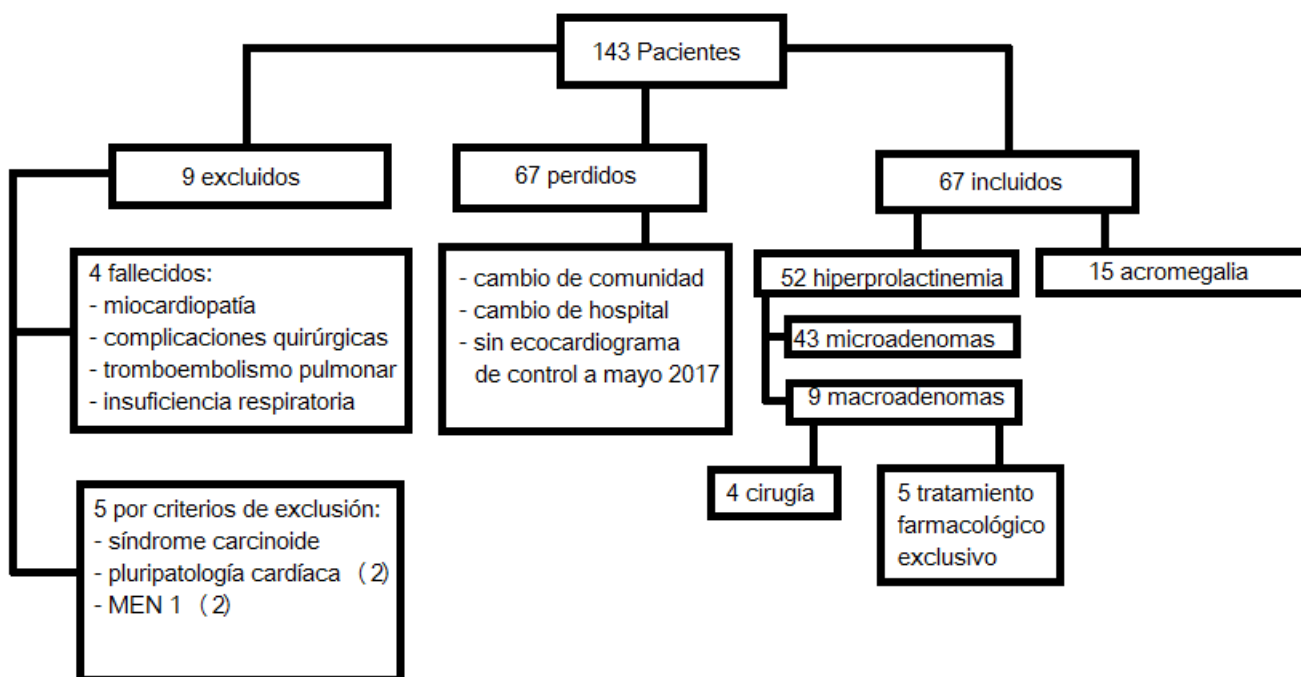 143 Pacientes
9 excluidos
67 perdidos
67 incluidos
4 fallecidos:
- miocardiopatía
- complicaciones quirúrgicas
- tromboembolismo pulmonar
- insuficiencia respiratoria
5 por criterios de exclusión:
- síndrome carcinoide
- pluripatología cardíaca (2)
- MEN 1 (2)
- cambio de comunidad
- cambio de hospital
- sin ecocardiograma
de control a mayo 2017
52 hiperprolactinemia
15 acromegalia
43 microadenomas
9 macroadenomas
4 cirugía
5 tratamiento
farmacológico
exclusivo